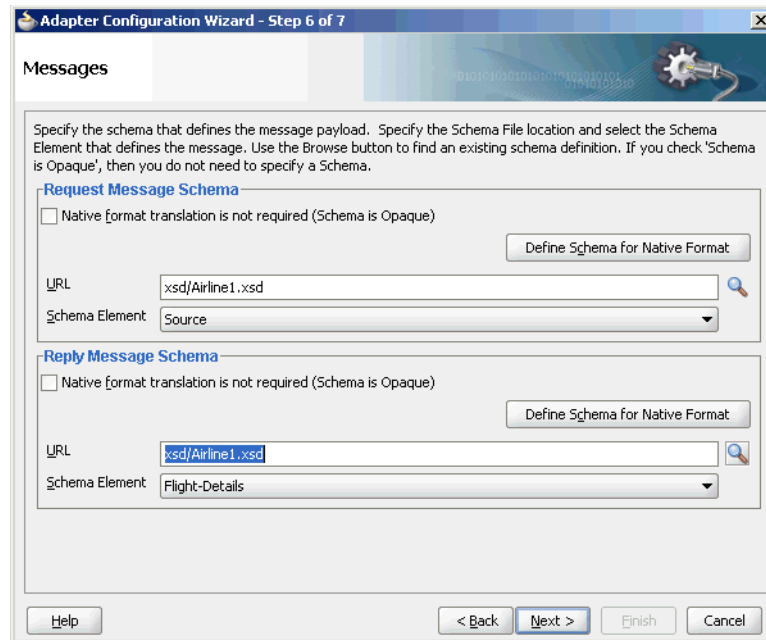 Adapter Configuration Wizard - Step 6 of 7
Messages
Specify the schema that defines the message payload. Specify the Schema File location and select the Schema
Element that defines the message. Use the Browse button to find an existing schema definition. If you check 'Schema
is Opaque', then you do not need to specify a Schema.
Request Message Schema
Native format translation is not required (Schema is Opaque)
Define Schema for Native Format
URL xsd/Airline1.xsd
Schema Element Source
Reply Message Schema
Native format translation is not required (Schema is Opaque)
Define Schema for Native Format
URL xsd/Airline1.xsd
Schema Element Flight-Details
Help < Back Next > Finish Cancel